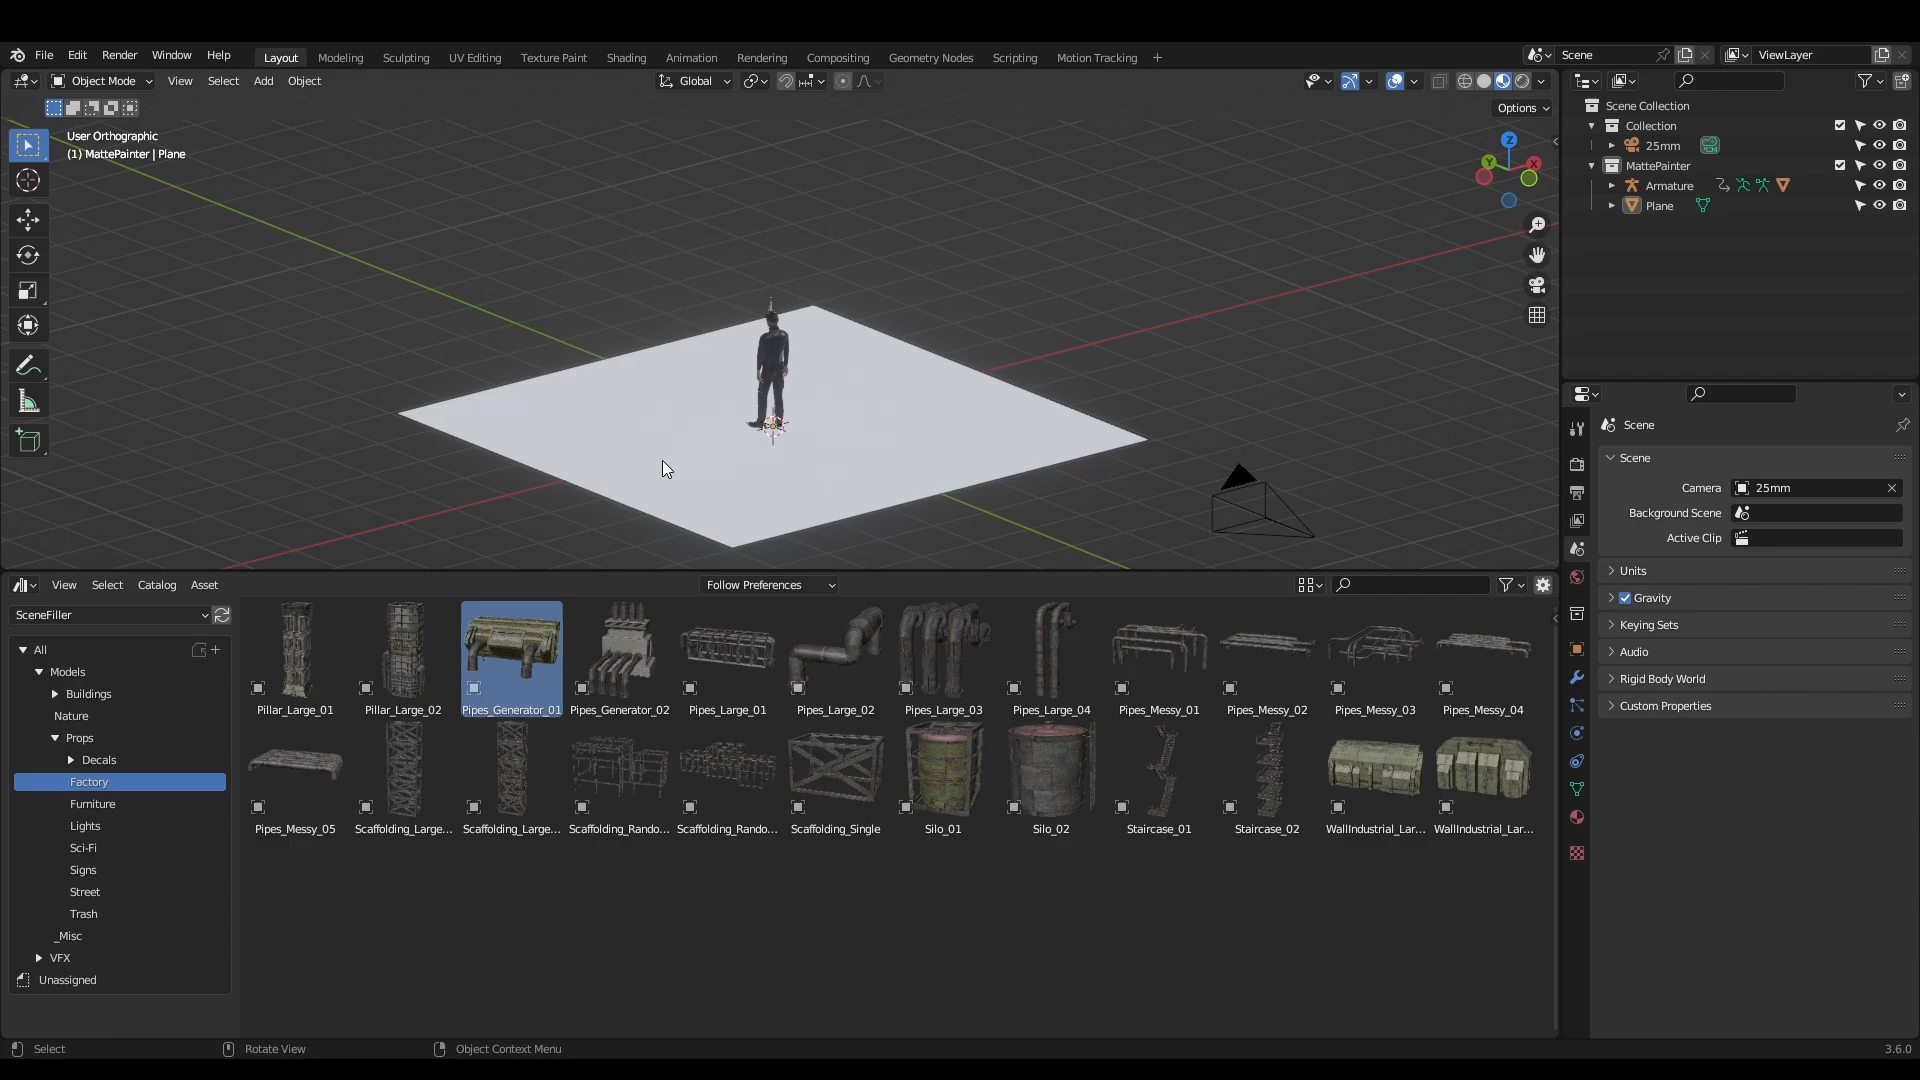 File Edit Render Window Help Layout Modeling Sculpting UV Editing Texture Paint Shading Animation Rendering Compositing Geometry Nodes Scripting Motion Tracking + Scene ViewLayer
Object Mode View Select Add Object Global
Options
User Orthographic
(1) MattePainter | Plane
Z
Y
X
Scene Collection
Collection
25mm
MattePainter
Armature
Plane
Scene
Scene
Camera 25mm
Background Scene
Active Clip
Units
Gravity
Keying Sets
Audio
Rigid Body World
Custom Properties
View Select Catalog Asset Follow Preferences
SceneFiller
All
Models
Buildings
Nature
Props
Decals
Factory
Furniture
Lights
Sci-Fi
Signs
Street
Trash
_Misc
VFX
Unassigned
Pillar_Large_01 Pillar_Large_02 Pipes_Generator_01 Pipes_Generator_02 Pipes_Large_01 Pipes_Large_02 Pipes_Large_03 Pipes_Large_04 Pipes_Messy_01 Pipes_Messy_02 Pipes_Messy_03 Pipes_Messy_04
Pipes_Messy_05 Scaffolding_Large... Scaffolding_Large... Scaffolding_Rando... Scaffolding_Rando... Scaffolding_Single Silo_01 Silo_02 Staircase_01 Staircase_02 WallIndustrial_Lar... WallIndustrial_Lar...
Select Rotate View Object Context Menu 3.6.0